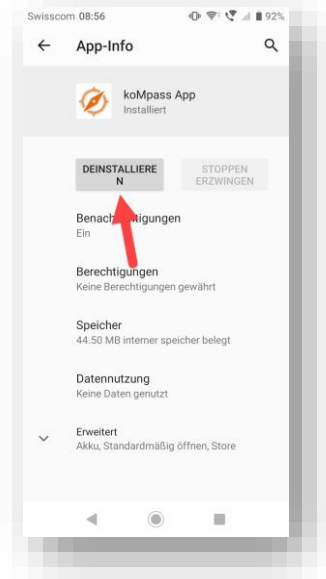 Swisscom 08:56 92%
App-Info
koMpass App
Installiert
DEINSTALLIERE
N
STOPPEN
ERZWINGEN
Benachrichtigungen
Ein
Berechtigungen
Keine Berechtigungen gewährt
Speicher
44.50 MB interner speicher belegt
Datennutzung
Keine Daten genutzt
Erweitert
Akku, Standardmäßig öffnen, Store